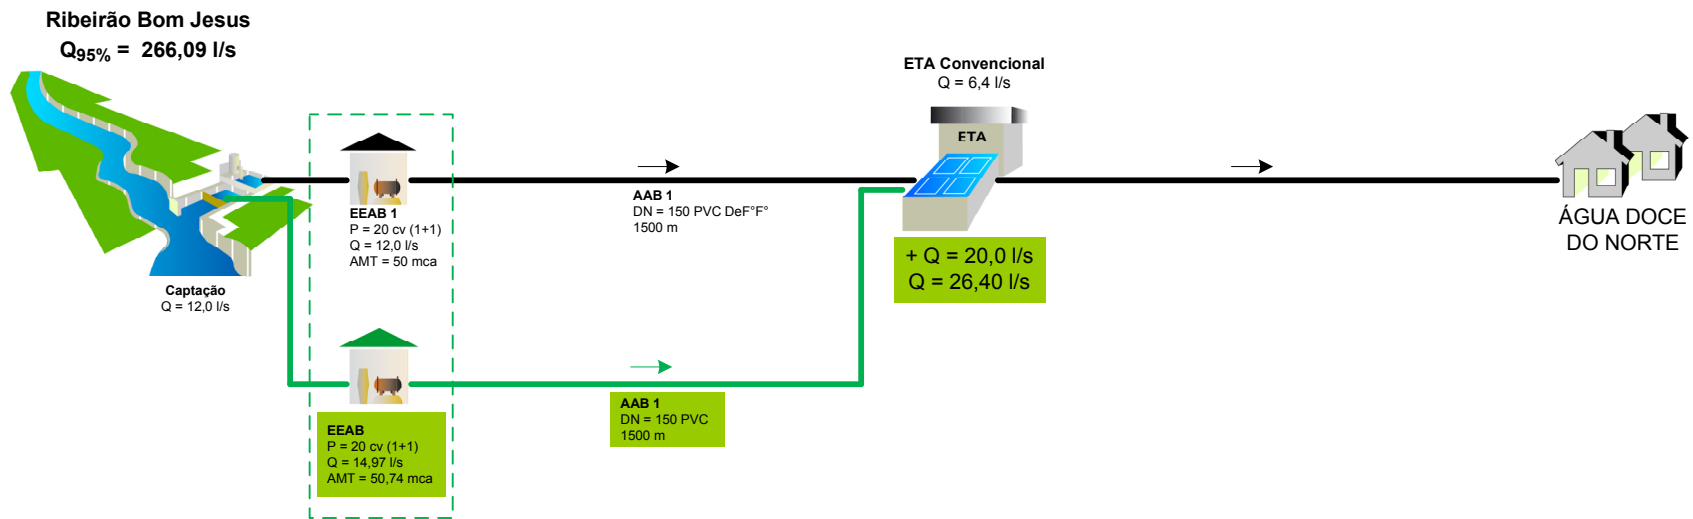 Ribeirão Bom Jesus
Q95% = 266,09 l/s
ETA Convencional
Q = 6,4 l/s
ETA
EEAB 1
P = 20 cv (1+1)
Q = 12,0 l/s
AMT = 50 mca
AAB 1
DN = 150 PVC DeF°F°
1500 m
ÁGUA DOCE
DO NORTE
+ Q = 20,0 l/s
Q = 26,40 l/s
Captação
Q = 12,0 l/s
EEAB
P = 20 cv (1+1)
Q = 14,97 l/s
AMT = 50,74 mca
AAB 1
DN = 150 PVC
1500 m